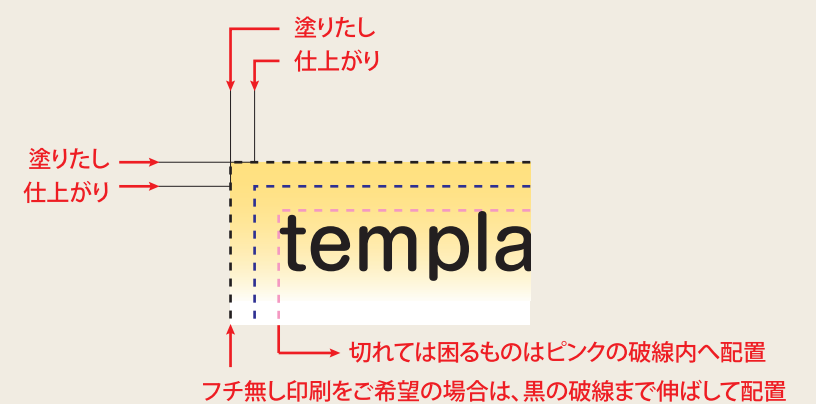 塗りたし
仕上がり
塗りたし
仕上がり
templa
切れては困るものはピンクの破線内へ配置
フチ無し印刷をご希望の場合は、黒の破線まで伸ばして配置